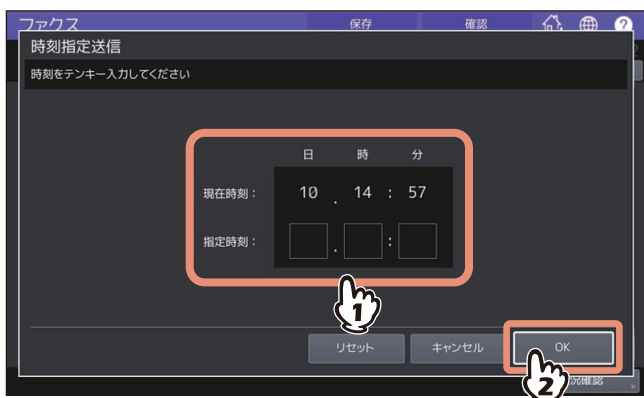 ファクス 保存 確認
時刻指定送信
時刻をテンキー入力してください
日 時 分
現在時刻： 10 . 14 : 57
指定時刻： . :
1
リセット キャンセル OK
2
況確認